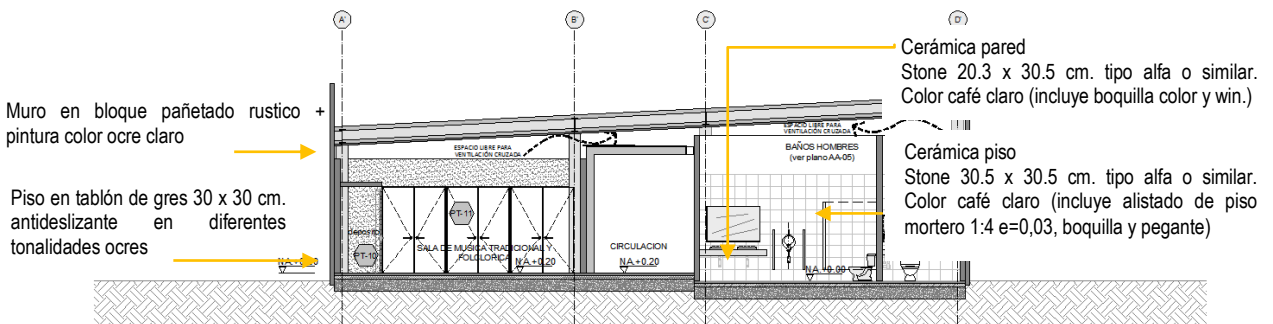 A'
B'
C'
D'
Muro en bloque pañetado rustico +
pintura color ocre claro
Piso en tablón de gres 30 x 30 cm.
antideslizante en diferentes
tonalidades ocres
Cerámica pared
Stone 20.3 x 30.5 cm. tipo alfa o similar.
Color café claro (incluye boquilla color y win.)
Cerámica piso
Stone 30.5 x 30.5 cm. tipo alfa o similar.
Color café claro (incluye alistado de piso
mortero 1:4 e=0,03, boquilla y pegante)
ESPACIO LIBRE PARA
VENTILACIÓN CRUZADA
ESPACIO LIBRE PARA
VENTILACIÓN CRUZADA
BAÑOS HOMBRES
(ver plano AA-05)
PT-11
deposito
PT-10
SALA DE MUSICA TRADICIONAL Y
FOLCLORICA
CIRCULACION
N.A.+0.20
N.A.+0.20
N.A.+0.20
N.A.+0.00